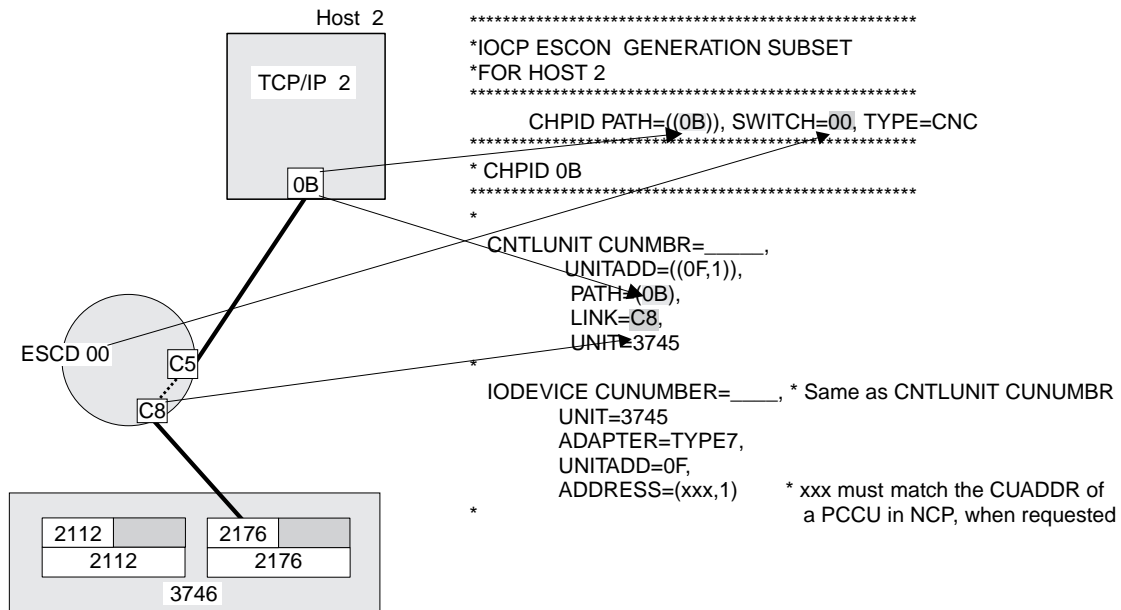 Host 2
TCP/IP 2
0B
ESCD 00
C5
C8
2112
2112
2176
2176
3746
******************************************************
*IOCP ESCON GENERATION SUBSET
*FOR HOST 2
******************************************************
CHPID PATH=((0B)), SWITCH=00, TYPE=CNC
******************************************************
* CHPID 0B
******************************************************
*
CNTLUNIT CUNMBR=_____,
UNITADD=((0F,1)),
PATH=(0B),
LINK=C8,
UNIT=3745
*
IODEVICE CUNUMBER=____, * Same as CNTLUNIT CUNUMBR
UNIT=3745
ADAPTER=TYPE7,
UNITADD=0F,
ADDRESS=(xxx,1) * xxx must match the CUADDR of
* a PCCU in NCP, when requested